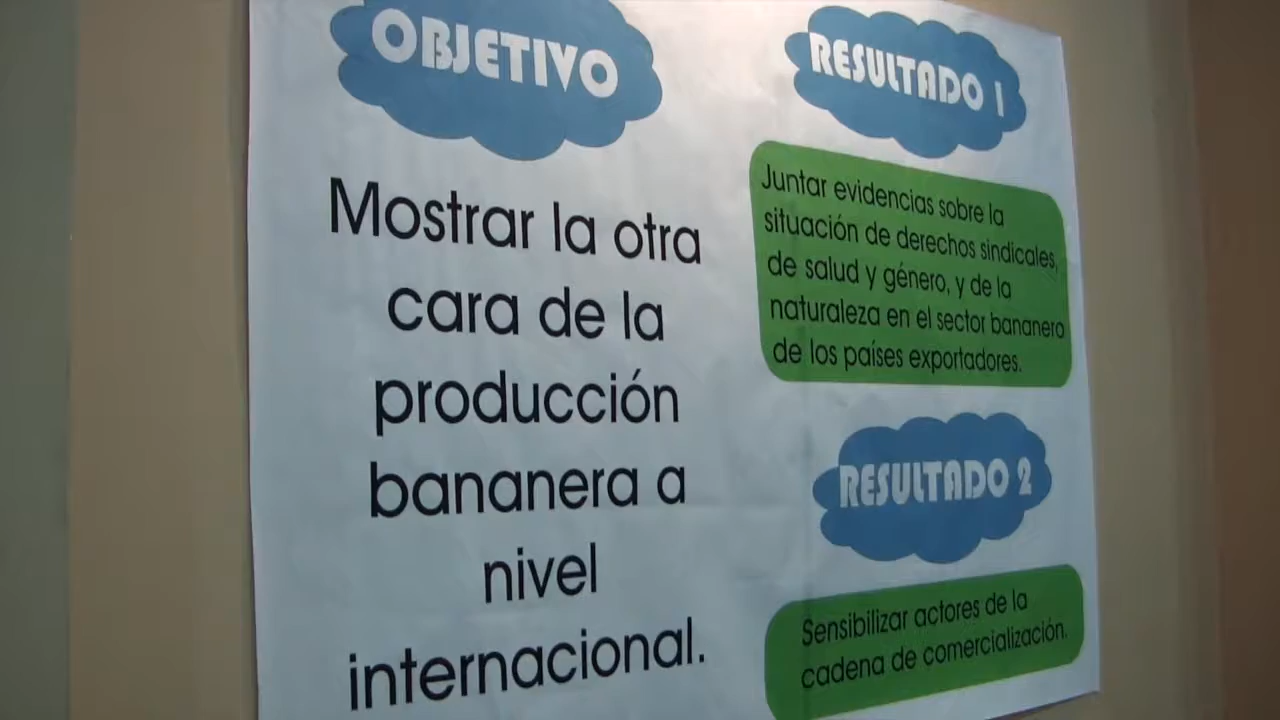 OBJETIVO
Mostrar la otra
cara de la
producción
bananera a
nivel
internacional.
RESULTADO 1
Juntar evidencias sobre la
situación de derechos sindicales,
de salud y género, y de la
naturaleza en el sector bananero
de los países exportadores.
RESULTADO 2
Sensibilizar actores de la
cadena de comercialización.